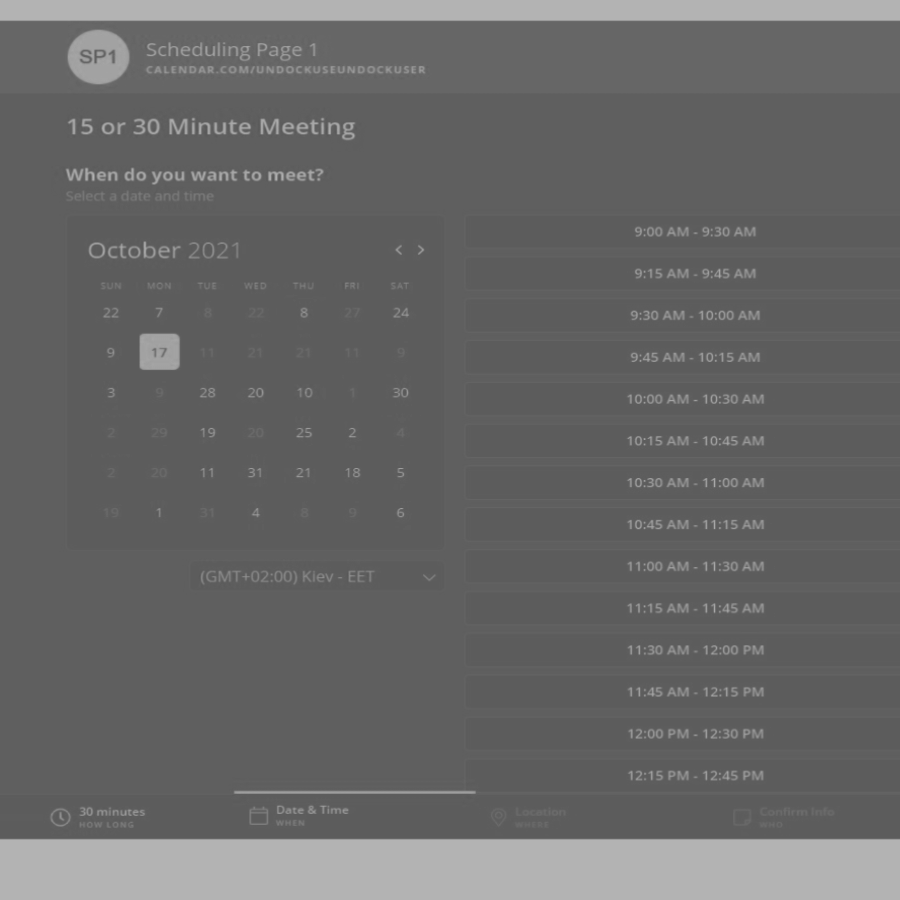 SP1
Scheduling Page 1
CALENDAR.COM/UNDOCKUSEUNDOCKUSER
15 or 30 Minute Meeting
When do you want to meet?
Select a date and time
October 2021
SUN MON TUE WED THU FRI SAT
22 7 8 22 8 27 24
9 17 11 21 21 11 9
3 9 28 20 10 1 30
2 29 19 20 25 2 4
2 20 11 31 21 18 5
19 1 31 4 8 9 6
(GMT+02:00) Kiev - EET
9:00 AM - 9:30 AM
9:15 AM - 9:45 AM
9:30 AM - 10:00 AM
9:45 AM - 10:15 AM
10:00 AM - 10:30 AM
10:15 AM - 10:45 AM
10:30 AM - 11:00 AM
10:45 AM - 11:15 AM
11:00 AM - 11:30 AM
11:15 AM - 11:45 AM
11:30 AM - 12:00 PM
11:45 AM - 12:15 PM
12:00 PM - 12:30 PM
12:15 PM - 12:45 PM
30 minutes
HOW LONG
Date & Time
WHEN
Location
WHERE
Confirm Info
WHO